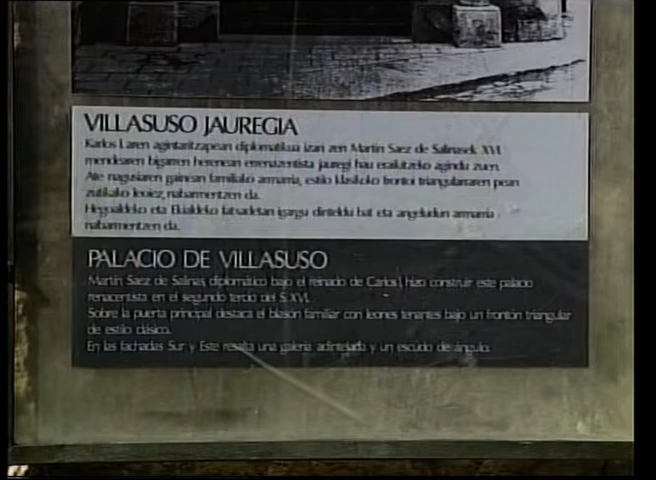 VILLASUSO JAUREGIA
Karlos I.aren agintaritzapean diplomatikua izan zen Martin Saez de Salinasek XVI.
mendearen bigarren herenean errenazentista jauregi hau eraikitzeko agindu zuen.
Ate nagusiaren gainean familiako armarria, estilo klasikoko frontoi triangularraren pean
zutikako leoiez, nabarmentzen da.
Hegoaldeko eta Ekialdeko fatxadetan igargu dinteldu bat eta angeludun armarria
nabarmentzen da.
PALACIO DE VILLASUSO
Martín Saez de Salinas, diplomático bajo el reinado de Carlos I, hizo construir este palacio
renacentista en el segundo tercio del S.XVI.
Sobre la puerta principal destaca el blasón familiar con leones tenantes bajo un frontón triangular
de estilo clásico.
En las fachadas Sur y Este resalta una galería adintelada y un escudo de ángulo.